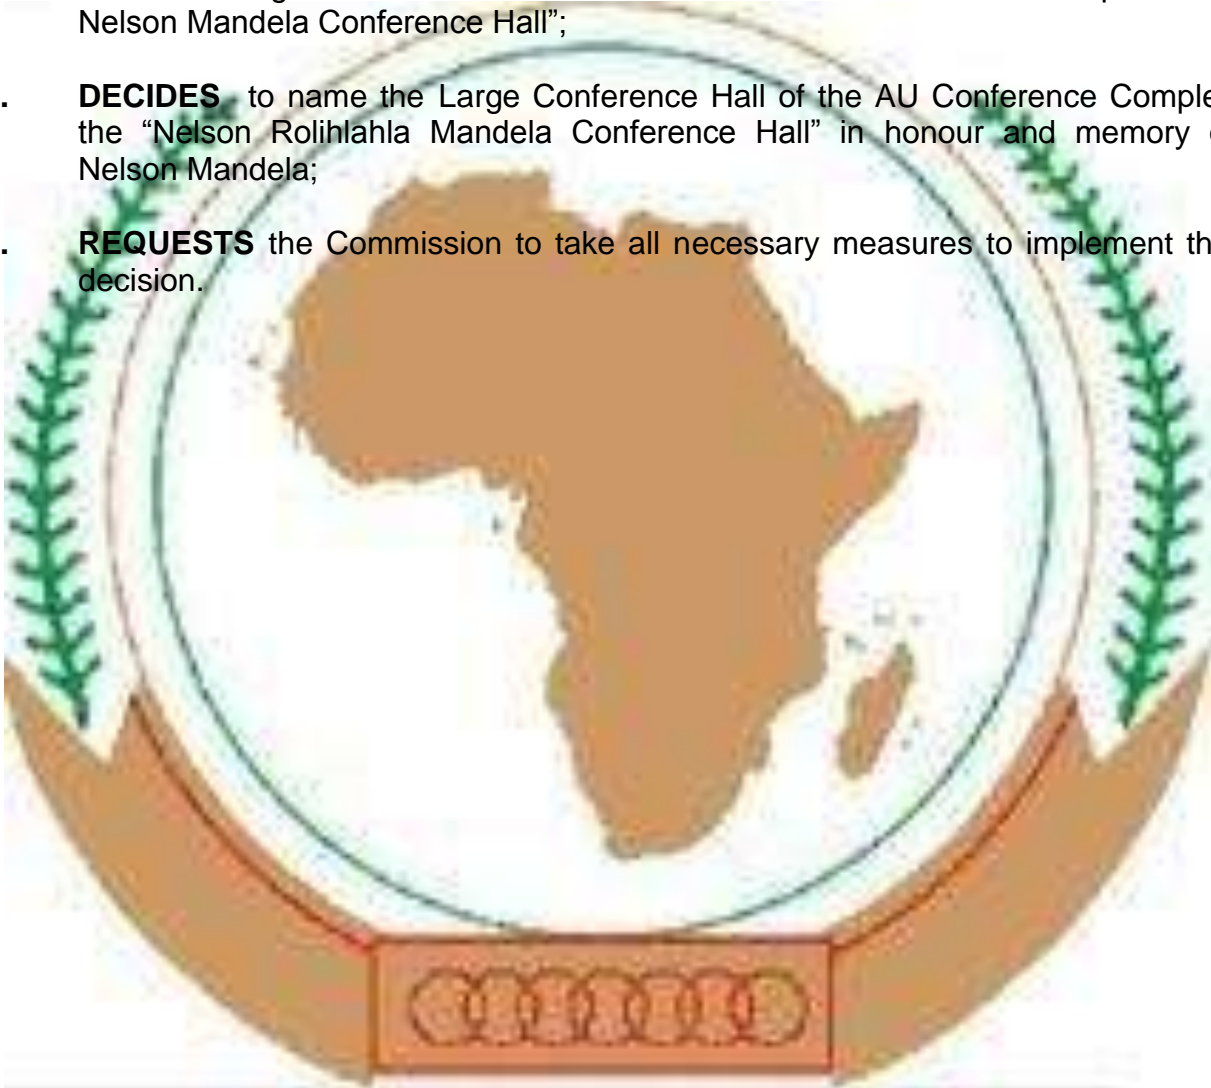 Nelson Mandela Conference Hall”;
. DECIDES to name the Large Conference Hall of the AU Conference Comple
the “Nelson Rolihlahla Mandela Conference Hall” in honour and memory
Nelson Mandela;
. REQUESTS the Commission to take all necessary measures to implement th
decision.